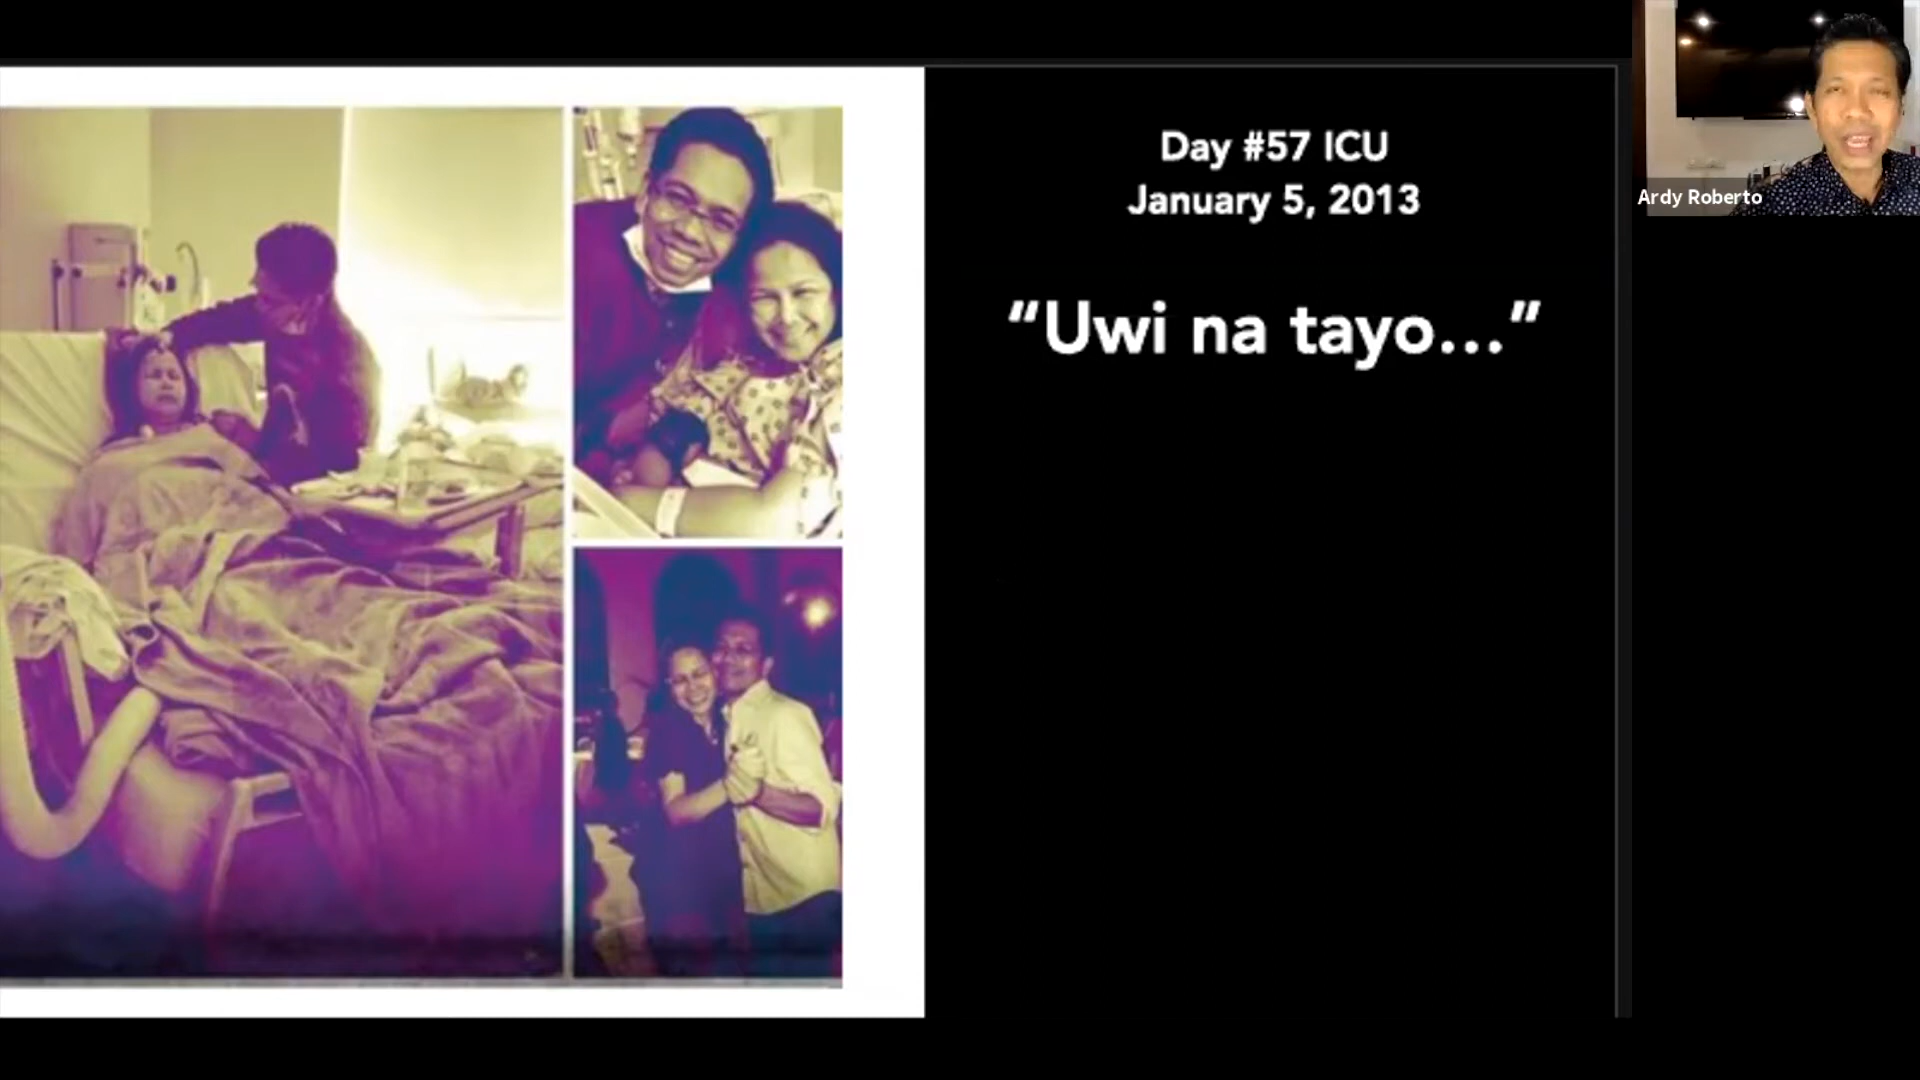 Day #57 ICU
January 5, 2013
“Uwi na tayo...”
Ardy Roberto